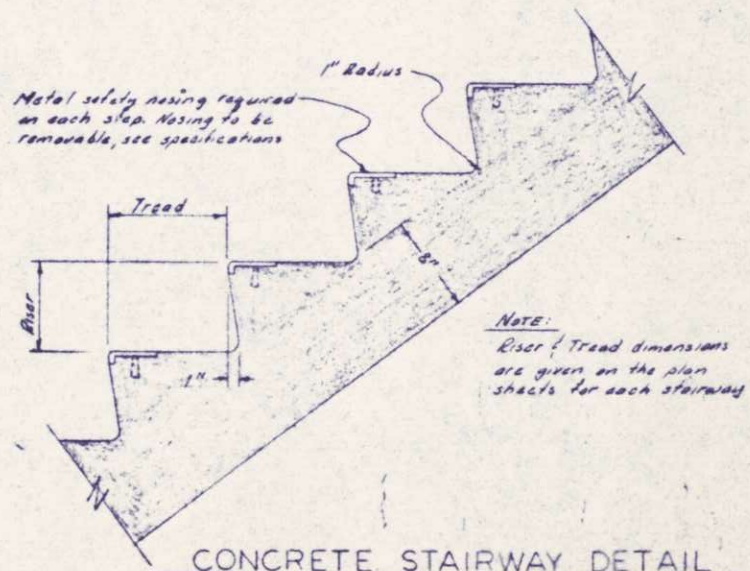 1" Radius
Metal safety nosing required
on each step. Nosing to be
removable, see specifications
Tread
Riser
8"
1"
NOTE:
Riser & Tread dimensions
are given on the plan
sheets for each stairway
CONCRETE STAIRWAY DETAIL